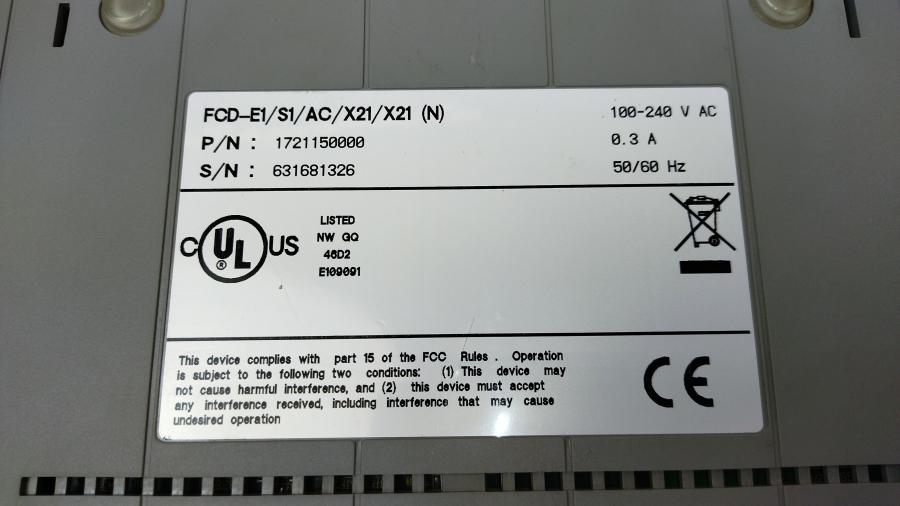 FCD-E1/S1/AC/X21/X21 (N)
100-240 V AC
P/N : 1721150000
0.3 A
S/N : 631681326
50/60 Hz
C UL® US
LISTED
NW GQ
46D2
E109091
This device complies with part 15 of the FCC Rules . Operation
is subject to the following two conditions: (1) This device may
not cause harmful interference, and (2) this device must accept
any interference received, including interference that may cause
undesired operation
CE